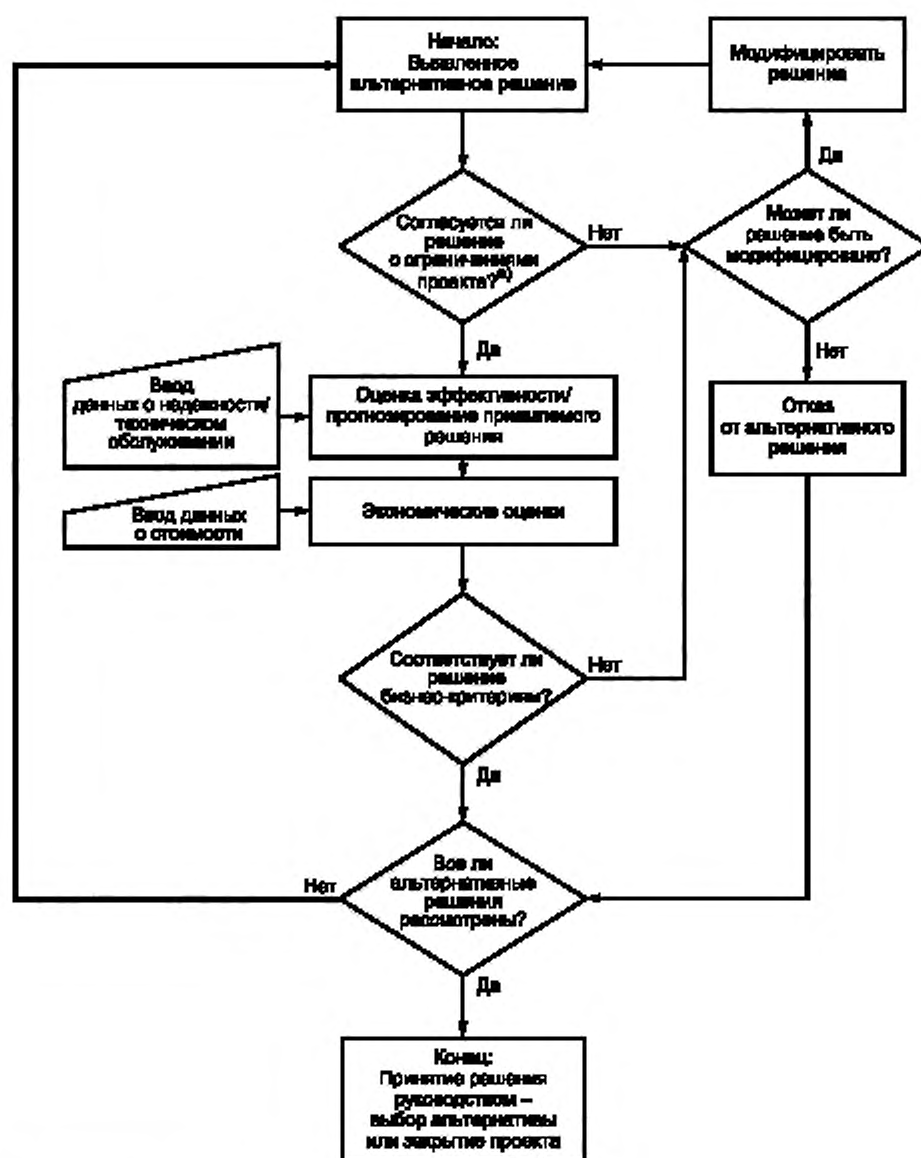 Начало:
Выявленное
альтернативное решение
Модифицировать
решение
Да
Согласуется ли
решение
с ограничениями
проекта?а)
Нет
Может ли
решение быть
модифицировано?
Да
Нет
Ввод
данных о надежности/
техническом
обслуживании
Оценка эффективности/
прогнозирование приемлемого
решения
Отказ
от альтернативного
решения
Ввод данных
о стоимости
Экономические оценки
Соответствует ли
решение
бизнес-критериям?
Нет
Да
Все ли
альтернативные
решения
рассмотрены?
Нет
Да
Конец:
Принятие решения
руководством –
выбор альтернативы
или закрытие проекта